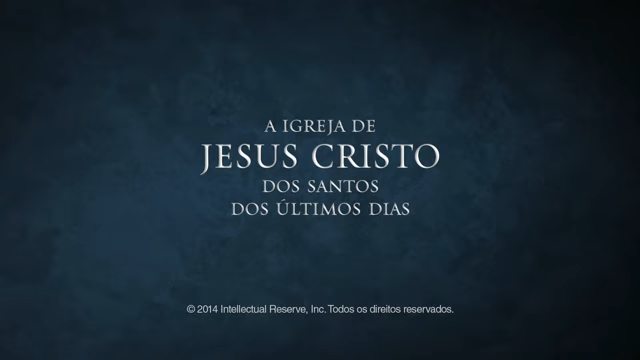 A IGREJA DE
JESUS CRISTO
DOS SANTOS
DOS ÚLTIMOS DIAS
© 2014 Intellectual Reserve, Inc. Todos os direitos reservados.